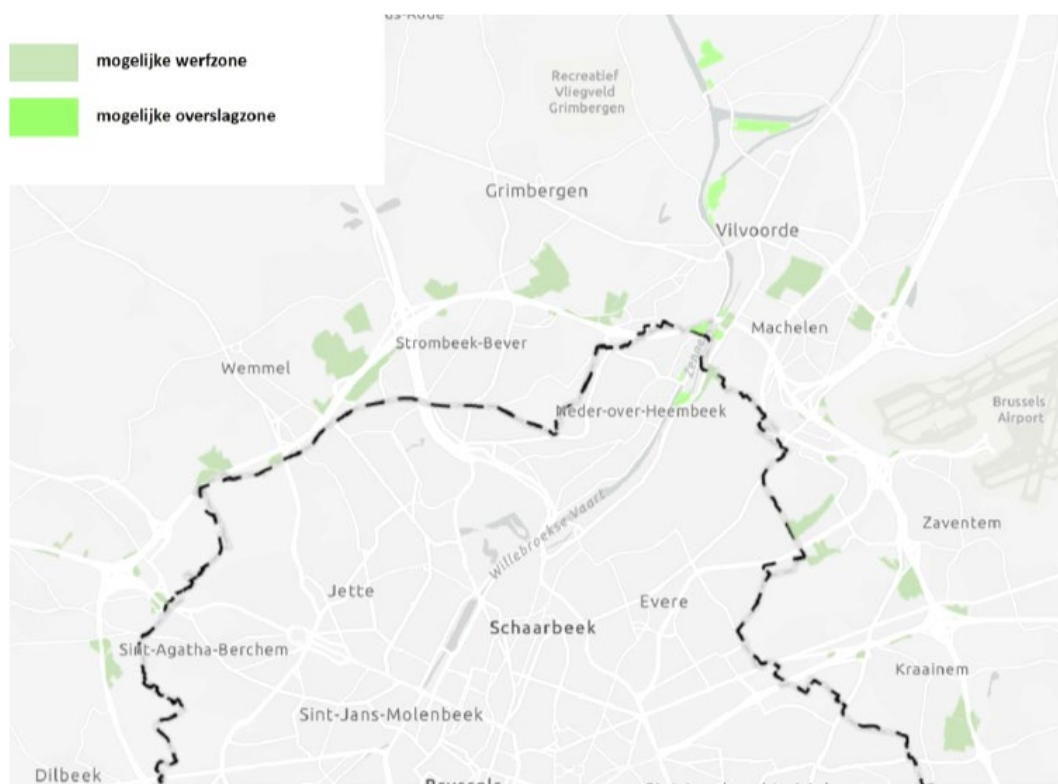 mogelijke werfzone
mogelijke overslagzone
Recreatief
Vliegveld
Grimbergen
Grimbergen
Vilvoorde
Machelen
Strombeek-Bever
Wemmel
Zenne
Brussels
Airport
Neder-over-Heembeek
Willebroekse Vaart
Zaventem
Jette
Evere
Schaarbeek
Sint-Agatha-Berchem
Kraainem
Sint-Jans-Molenbeek
Dilbeek